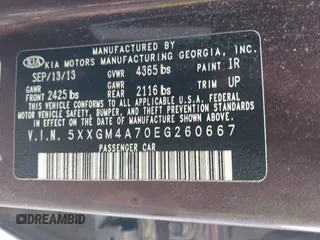 KIA KIA MOTORS MANUFACTURING GEORGIA, INC.
SEP/13/13 GVWR 4365 lbs PAINT IR
GAWR FRONT 2425 lbs GAWR REAR 2116 lbs TRIM UP
THIS VEHICLE CONFORMS TO ALL APPLICABLE FEDERAL MOTOR VEHICLE
SAFETY, BUMPER, AND THEFT PREVENTION STANDARDS
IN EFFECT ON THE DATE OF MANUFACTURE SHOWN ABOVE.
V.I.N. 5XXGM4A70EG260667
PASSENGER CAR
DREAMBID